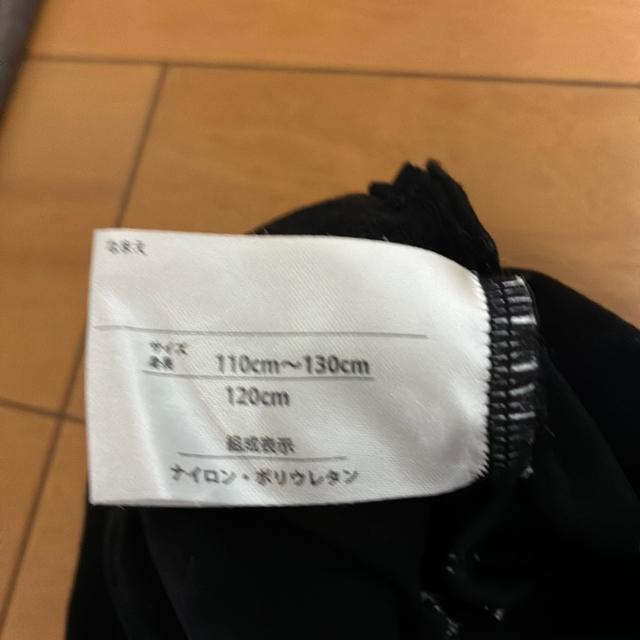 なまえ
サイズ
身長 110cm～130cm
120cm
組成表示
ナイロン・ポリウレタン